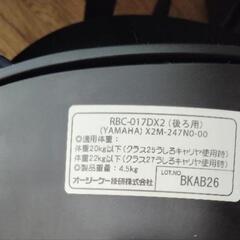 RBC-017DX2 (後ろ用)
(YAMAHA) X2M-247N0-00
●適用体重:
体重20kg以下(クラス25うしろキャリヤ使用時)
体重22kg以下(クラス27うしろキャリヤ使用時)
●製品重量:4.5kg
オージーケー技研株式会社
LOT.NO
BKAB26